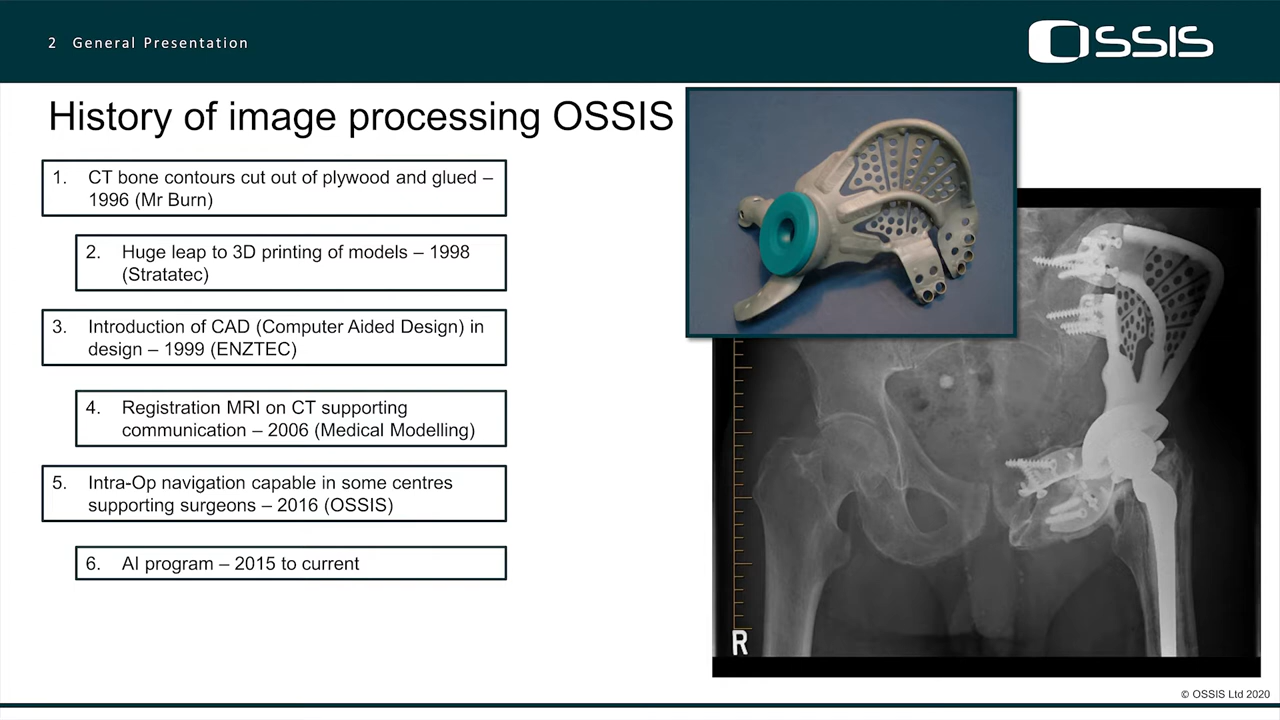 2 General Presentation
OSSIS
History of image processing OSSIS
1. CT bone contours cut out of plywood and glued –
1996 (Mr Burn)
2. Huge leap to 3D printing of models – 1998
(Stratatec)
3. Introduction of CAD (Computer Aided Design) in
design – 1999 (ENZTEC)
4. Registration MRI on CT supporting
communication – 2006 (Medical Modelling)
5. Intra-Op navigation capable in some centres
supporting surgeons – 2016 (OSSIS)
6. AI program – 2015 to current
R
© OSSIS Ltd 2020